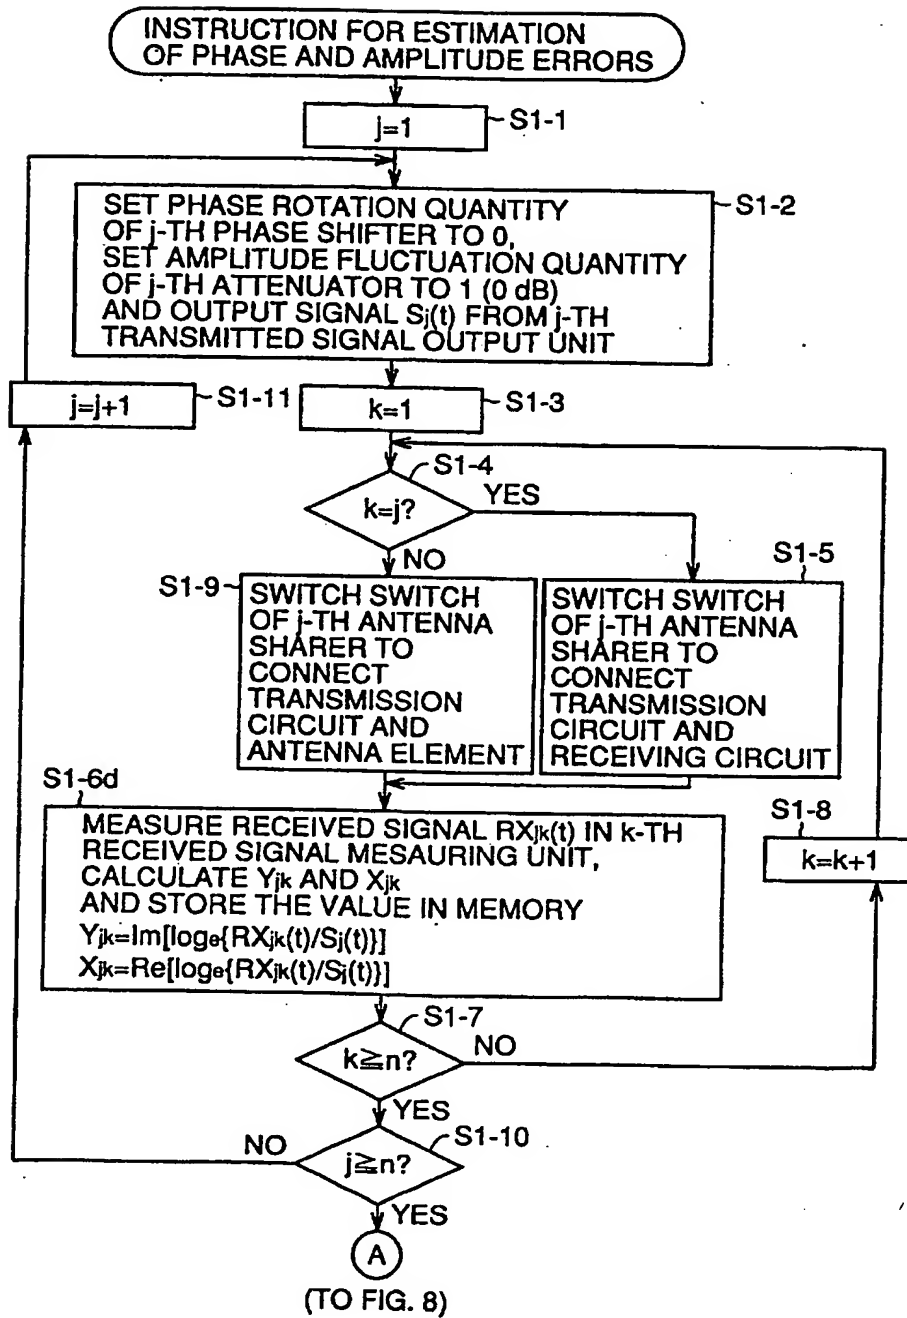 INSTRUCTION FOR ESTIMATION
OF PHASE AND AMPLITUDE ERRORS
j=1
S1-1
SET PHASE ROTATION QUANTITY
OF j-TH PHASE SHIFTER TO 0,
SET AMPLITUDE FLUCTUATION QUANTITY
OF j-TH ATTENUATOR TO 1 (0 dB)
AND OUTPUT SIGNAL Sj(t) FROM j-TH
TRANSMITTED SIGNAL OUTPUT UNIT
S1-2
j=j+1
S1-11
k=1
S1-3
S1-4
k=j?
YES
NO
S1-9
SWITCH SWITCH
OF j-TH ANTENNA
SHARER TO
CONNECT
TRANSMISSION
CIRCUIT AND
ANTENNA ELEMENT
S1-5
SWITCH SWITCH
OF j-TH ANTENNA
SHARER TO
CONNECT
TRANSMISSION
CIRCUIT AND
RECEIVING CIRCUIT
S1-6d
MEASURE RECEIVED SIGNAL RXjk(t) IN k-TH
RECEIVED SIGNAL MESAURING UNIT,
CALCULATE Yjk AND Xjk
AND STORE THE VALUE IN MEMORY
Yjk=Im[loge{RXjk(t)/Sj(t)}]
Xjk=Re[loge{RXjk(t)/Sj(t)}]
S1-8
k=k+1
S1-7
k≧n?
NO
YES
S1-10
j≧n?
NO
YES
A
(TO FIG. 8)